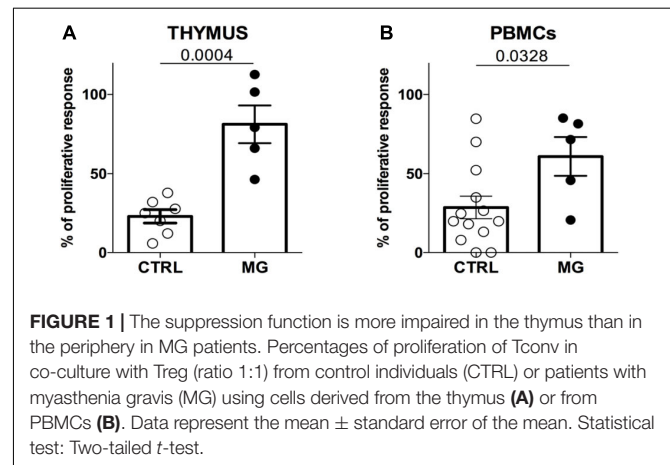 A THYMUS
0.0004
% of proliferative response
100
50
0
CTRL MG
B PBMCs
0.0328
% of proliferative response
100
50
0
CTRL MG
FIGURE 1 | The suppression function is more impaired in the thymus than in
the periphery in MG patients. Percentages of proliferation of Tconv in
co-culture with Treg (ratio 1:1) from control individuals (CTRL) or patients with
myasthenia gravis (MG) using cells derived from the thymus (A) or from
PBMCs (B). Data represent the mean ± standard error of the mean. Statistical
test: Two-tailed t-test.